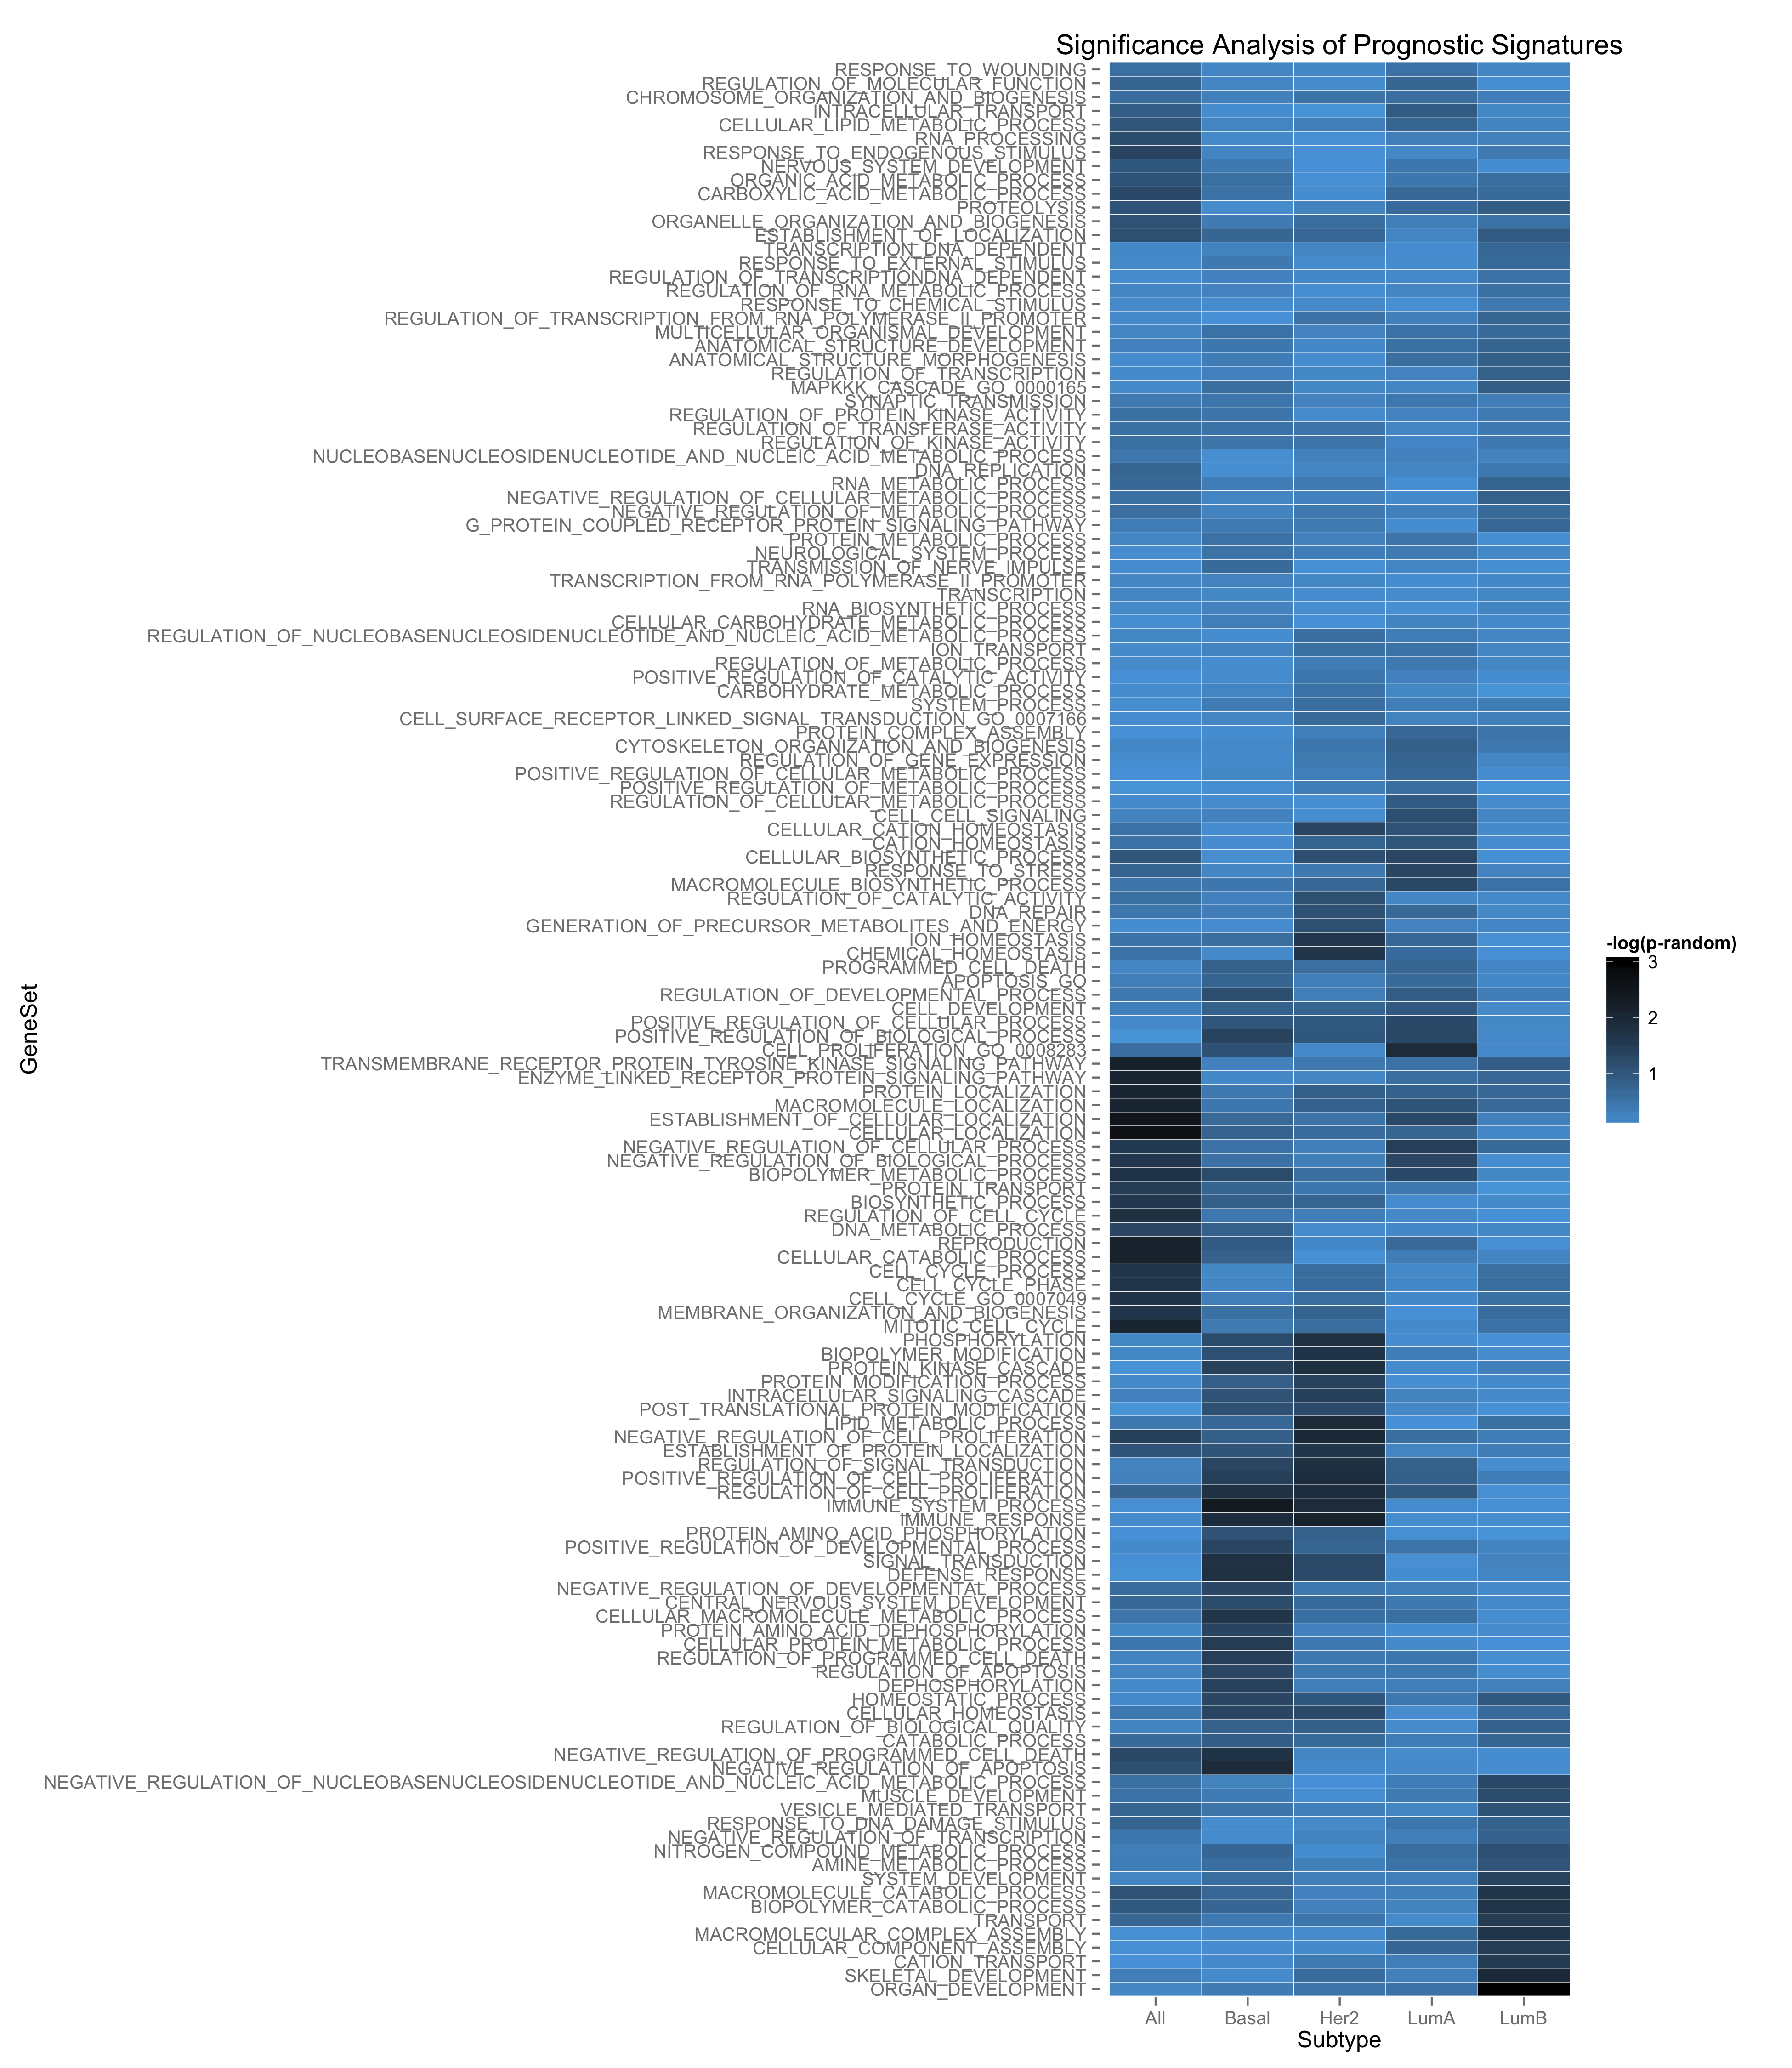 Significance Analysis of Prognostic Signatures
RESPONSE_TO_WOUNDING
REGULATION_OF_MOLECULAR_FUNCTION
CHROMOSOME_ORGANIZATION_AND_BIOGENESIS
INTRACELLULAR_TRANSPORT
CELLULAR_LIPID_METABOLIC_PROCESS
RNA_PROCESSING
RESPONSE_TO_ENDOGENOUS_STIMULUS
NERVOUS_SYSTEM_DEVELOPMENT
ORGANIC_ACID_METABOLIC_PROCESS
CARBOXYLIC_ACID_METABOLIC_PROCESS
PROTEOLYSIS
ORGANELLE_ORGANIZATION_AND_BIOGENESIS
ESTABLISHMENT_OF_LOCALIZATION
TRANSCRIPTION_DNA_DEPENDENT
RESPONSE_TO_EXTERNAL_STIMULUS
REGULATION_OF_TRANSCRIPTIONDNA_DEPENDENT
REGULATION_OF_RNA_METABOLIC_PROCESS
RESPONSE_TO_CHEMICAL_STIMULUS
REGULATION_OF_TRANSCRIPTION_FROM_RNA_POLYMERASE_II_PROMOTER
MULTICELLULAR_ORGANISMAL_DEVELOPMENT
ANATOMICAL_STRUCTURE_DEVELOPMENT
ANATOMICAL_STRUCTURE_MORPHOGENESIS
REGULATION_OF_TRANSCRIPTION
MAPKKK_CASCADE_GO_0000165
SYNAPTIC_TRANSMISSION
REGULATION_OF_PROTEIN_KINASE_ACTIVITY
REGULATION_OF_TRANSFERASE_ACTIVITY
REGULATION_OF_KINASE_ACTIVITY
NUCLEOBASENUCLEOSIDENUCLEOTIDE_AND_NUCLEIC_ACID_METABOLIC_PROCESS
DNA_REPLICATION
RNA_METABOLIC_PROCESS
NEGATIVE_REGULATION_OF_CELLULAR_METABOLIC_PROCESS
NEGATIVE_REGULATION_OF_METABOLIC_PROCESS
G_PROTEIN_COUPLED_RECEPTOR_PROTEIN_SIGNALING_PATHWAY
PROTEIN_METABOLIC_PROCESS
NEUROLOGICAL_SYSTEM_PROCESS
TRANSMISSION_OF_NERVE_IMPULSE
TRANSCRIPTION_FROM_RNA_POLYMERASE_II_PROMOTER
TRANSCRIPTION
RNA_BIOSYNTHETIC_PROCESS
CELLULAR_CARBOHYDRATE_METABOLIC_PROCESS
REGULATION_OF_NUCLEOBASENUCLEOSIDENUCLEOTIDE_AND_NUCLEIC_ACID_METABOLIC_PROCESS
ION_TRANSPORT
REGULATION_OF_METABOLIC_PROCESS
POSITIVE_REGULATION_OF_CATALYTIC_ACTIVITY
CARBOHYDRATE_METABOLIC_PROCESS
SYSTEM_PROCESS
CELL_SURFACE_RECEPTOR_LINKED_SIGNAL_TRANSDUCTION_GO_0007166
PROTEIN_COMPLEX_ASSEMBLY
CYTOSKELETON_ORGANIZATION_AND_BIOGENESIS
REGULATION_OF_GENE_EXPRESSION
POSITIVE_REGULATION_OF_CELLULAR_METABOLIC_PROCESS
POSITIVE_REGULATION_OF_METABOLIC_PROCESS
REGULATION_OF_CELLULAR_METABOLIC_PROCESS
CELL_CELL_SIGNALING
CELLULAR_CATION_HOMEOSTASIS
CATION_HOMEOSTASIS
CELLULAR_BIOSYNTHETIC_PROCESS
RESPONSE_TO_STRESS
MACROMOLECULE_BIOSYNTHETIC_PROCESS
REGULATION_OF_CATALYTIC_ACTIVITY
DNA_REPAIR
GENERATION_OF_PRECURSOR_METABOLITES_AND_ENERGY
ION_HOMEOSTASIS
CHEMICAL_HOMEOSTASIS
PROGRAMMED_CELL_DEATH
APOPTOSIS_GO
REGULATION_OF_DEVELOPMENTAL_PROCESS
CELL_DEVELOPMENT
POSITIVE_REGULATION_OF_CELLULAR_PROCESS
POSITIVE_REGULATION_OF_BIOLOGICAL_PROCESS
CELL_PROLIFERATION_GO_0008283
TRANSMEMBRANE_RECEPTOR_PROTEIN_TYROSINE_KINASE_SIGNALING_PATHWAY
ENZYME_LINKED_RECEPTOR_PROTEIN_SIGNALING_PATHWAY
PROTEIN_LOCALIZATION
MACROMOLECULE_LOCALIZATION
ESTABLISHMENT_OF_CELLULAR_LOCALIZATION
CELLULAR_LOCALIZATION
NEGATIVE_REGULATION_OF_CELLULAR_PROCESS
NEGATIVE_REGULATION_OF_BIOLOGICAL_PROCESS
BIOPOLYMER_METABOLIC_PROCESS
PROTEIN_TRANSPORT
BIOSYNTHETIC_PROCESS
REGULATION_OF_CELL_CYCLE
DNA_METABOLIC_PROCESS
REPRODUCTION
CELLULAR_CATABOLIC_PROCESS
CELL_CYCLE_PROCESS
CELL_CYCLE_PHASE
CELL_CYCLE_GO_0007049
MEMBRANE_ORGANIZATION_AND_BIOGENESIS
MITOTIC_CELL_CYCLE
PHOSPHORYLATION
BIOPOLYMER_MODIFICATION
PROTEIN_KINASE_CASCADE
PROTEIN_MODIFICATION_PROCESS
INTRACELLULAR_SIGNALING_CASCADE
POST_TRANSLATIONAL_PROTEIN_MODIFICATION
LIPID_METABOLIC_PROCESS
NEGATIVE_REGULATION_OF_CELL_PROLIFERATION
ESTABLISHMENT_OF_PROTEIN_LOCALIZATION
REGULATION_OF_SIGNAL_TRANSDUCTION
POSITIVE_REGULATION_OF_CELL_PROLIFERATION
REGULATION_OF_CELL_PROLIFERATION
IMMUNE_SYSTEM_PROCESS
IMMUNE_RESPONSE
PROTEIN_AMINO_ACID_PHOSPHORYLATION
POSITIVE_REGULATION_OF_DEVELOPMENTAL_PROCESS
SIGNAL_TRANSDUCTION
DEFENSE_RESPONSE
NEGATIVE_REGULATION_OF_DEVELOPMENTAL_PROCESS
CENTRAL_NERVOUS_SYSTEM_DEVELOPMENT
CELLULAR_MACROMOLECULE_METABOLIC_PROCESS
PROTEIN_AMINO_ACID_DEPHOSPHORYLATION
CELLULAR_PROTEIN_METABOLIC_PROCESS
REGULATION_OF_PROGRAMMED_CELL_DEATH
REGULATION_OF_APOPTOSIS
DEPHOSPHORYLATION
HOMEOSTATIC_PROCESS
CELLULAR_HOMEOSTASIS
REGULATION_OF_BIOLOGICAL_QUALITY
CATABOLIC_PROCESS
NEGATIVE_REGULATION_OF_PROGRAMMED_CELL_DEATH
NEGATIVE_REGULATION_OF_APOPTOSIS
NEGATIVE_REGULATION_OF_NUCLEOBASENUCLEOSIDENUCLEOTIDE_AND_NUCLEIC_ACID_METABOLIC_PROCESS
MUSCLE_DEVELOPMENT
VESICLE_MEDIATED_TRANSPORT
RESPONSE_TO_DNA_DAMAGE_STIMULUS
NEGATIVE_REGULATION_OF_TRANSCRIPTION
NITROGEN_COMPOUND_METABOLIC_PROCESS
AMINE_METABOLIC_PROCESS
SYSTEM_DEVELOPMENT
MACROMOLECULE_CATABOLIC_PROCESS
BIOPOLYMER_CATABOLIC_PROCESS
TRANSPORT
MACROMOLECULAR_COMPLEX_ASSEMBLY
CELLULAR_COMPONENT_ASSEMBLY
CATION_TRANSPORT
SKELETAL_DEVELOPMENT
ORGAN_DEVELOPMENT
GeneSet
All Basal Her2 LumA LumB
Subtype
-log(p-random)
3
2
1